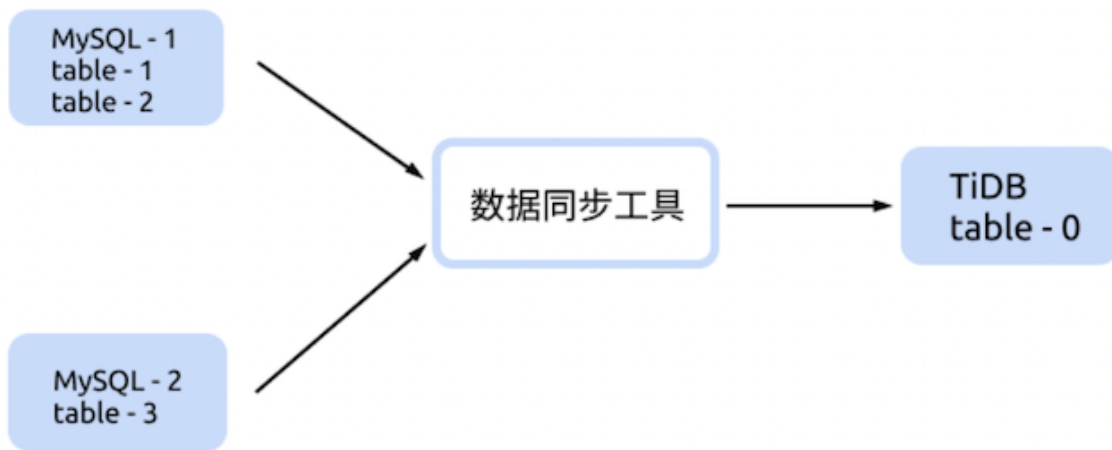 MySQL - 1
table - 1
table - 2
数据同步工具
TiDB
table - 0
MySQL - 2
table - 3